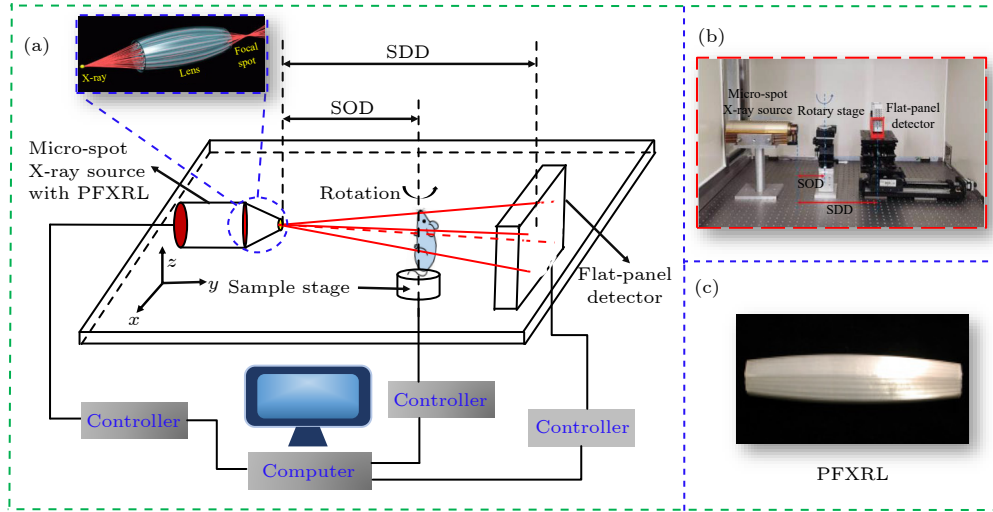 (a)
X-ray
Lens
Focal
spot
SDD
SOD
Micro-spot
X-ray source
with PFXRL
Rotation
z
y
x
Sample stage
Flat-panel
detector
Controller
Controller
Controller
Computer
(b)
Micro-spot
X-ray source
Rotary stage
Flat-panel
detector
SOD
SDD
(c)
PFXRL